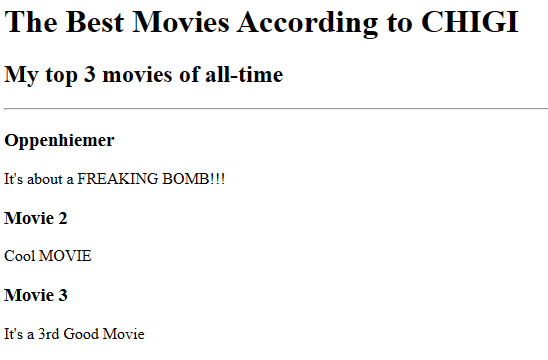 The Best Movies According to CHIGI
My top 3 movies of all-time
Oppenhiemer
It's about a FREAKING BOMB!!!
Movie 2
Cool MOVIE
Movie 3
It's a 3rd Good Movie